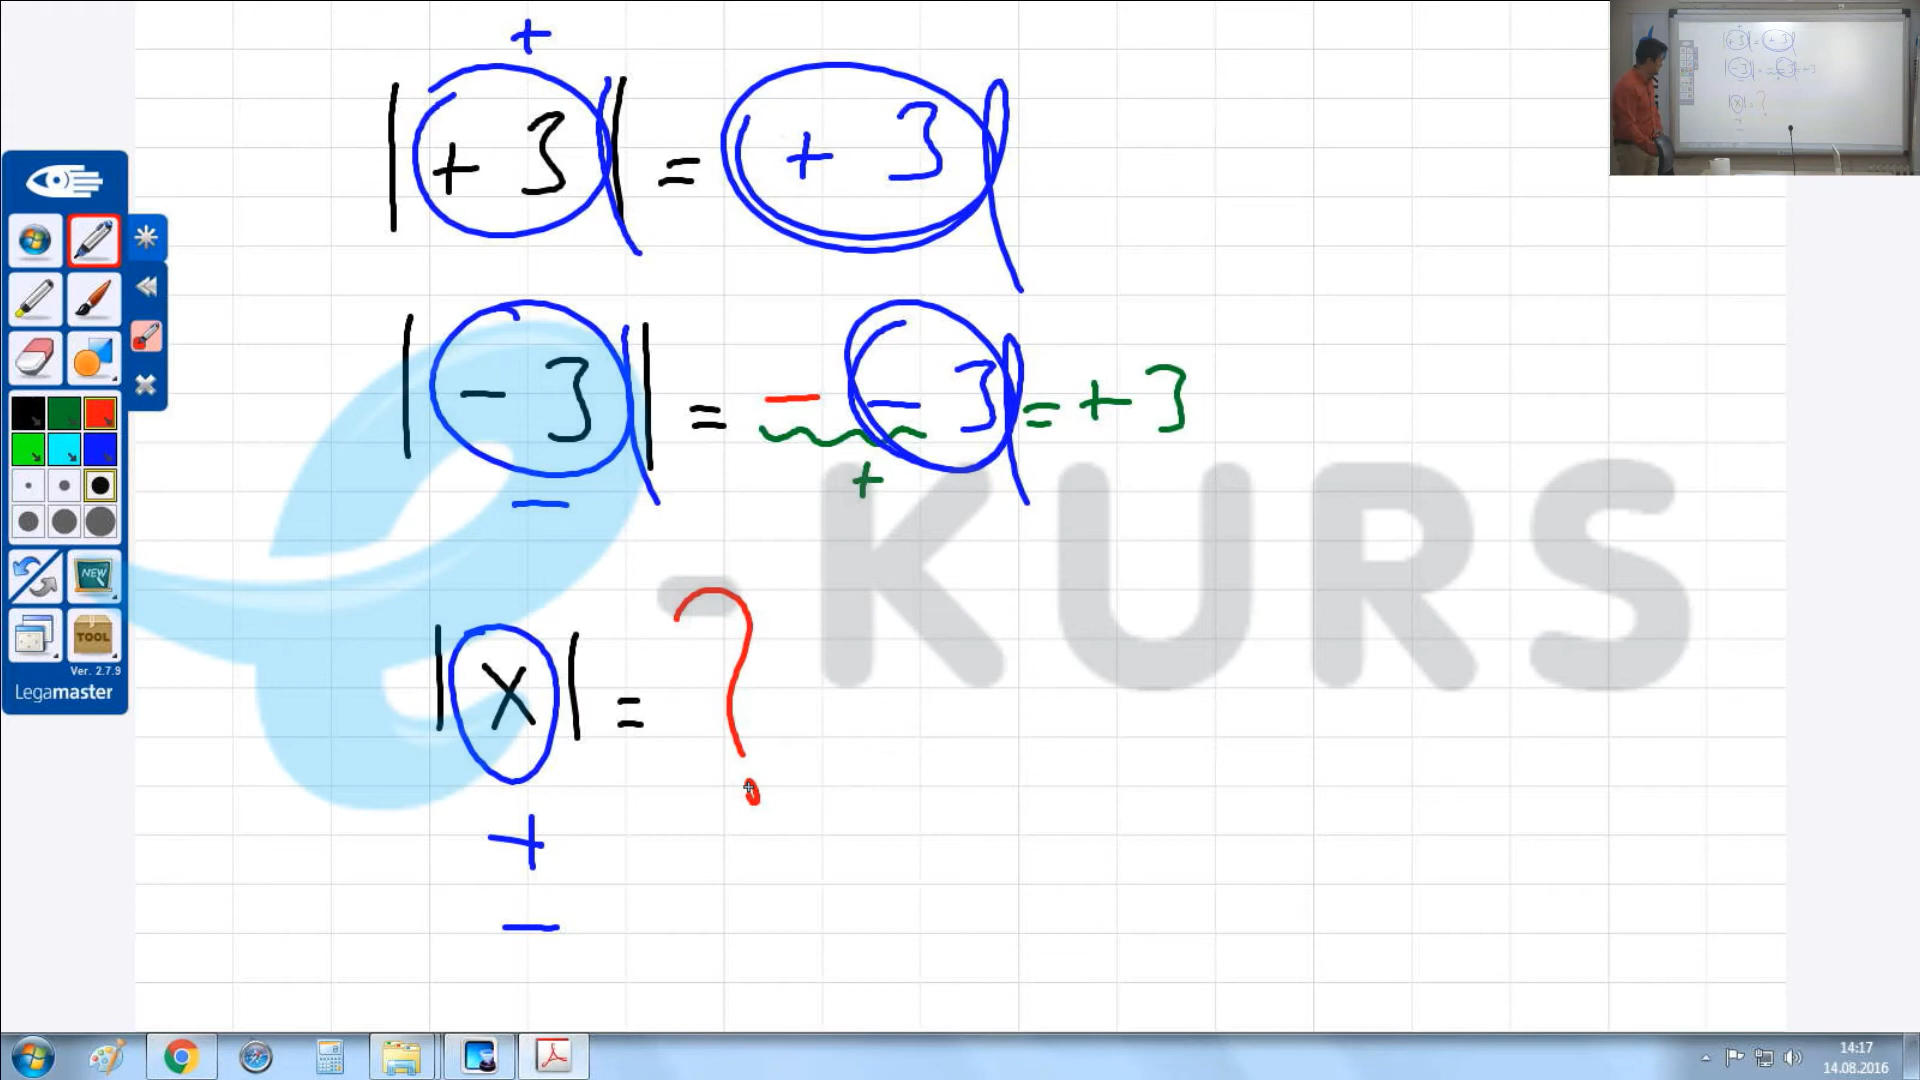 +
|+ 3| = + 3
|- 3| = - - 3 = + 3
-
+
|x| = ?
+
-
e-KURS
NEW
TOOL
Ver. 2.7.9
Legamaster
14:17
14.08.2016